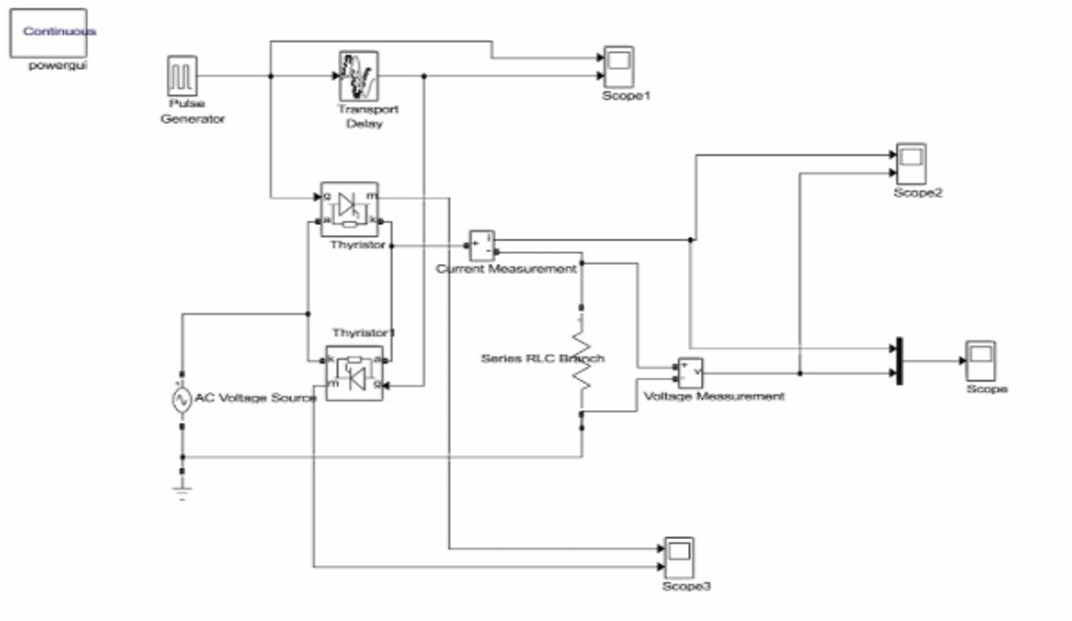 Continuous
powergui
Pulse
Generator
Transport
Delay
Scope1
Scope2
g
m
a
k
Thyristor
i
+
-
Current Measurement
Thyristor1
k
a
m
g
Series RLC Branch
+
-
v
Voltage Measurement
Scope
AC Voltage Source
Scope3